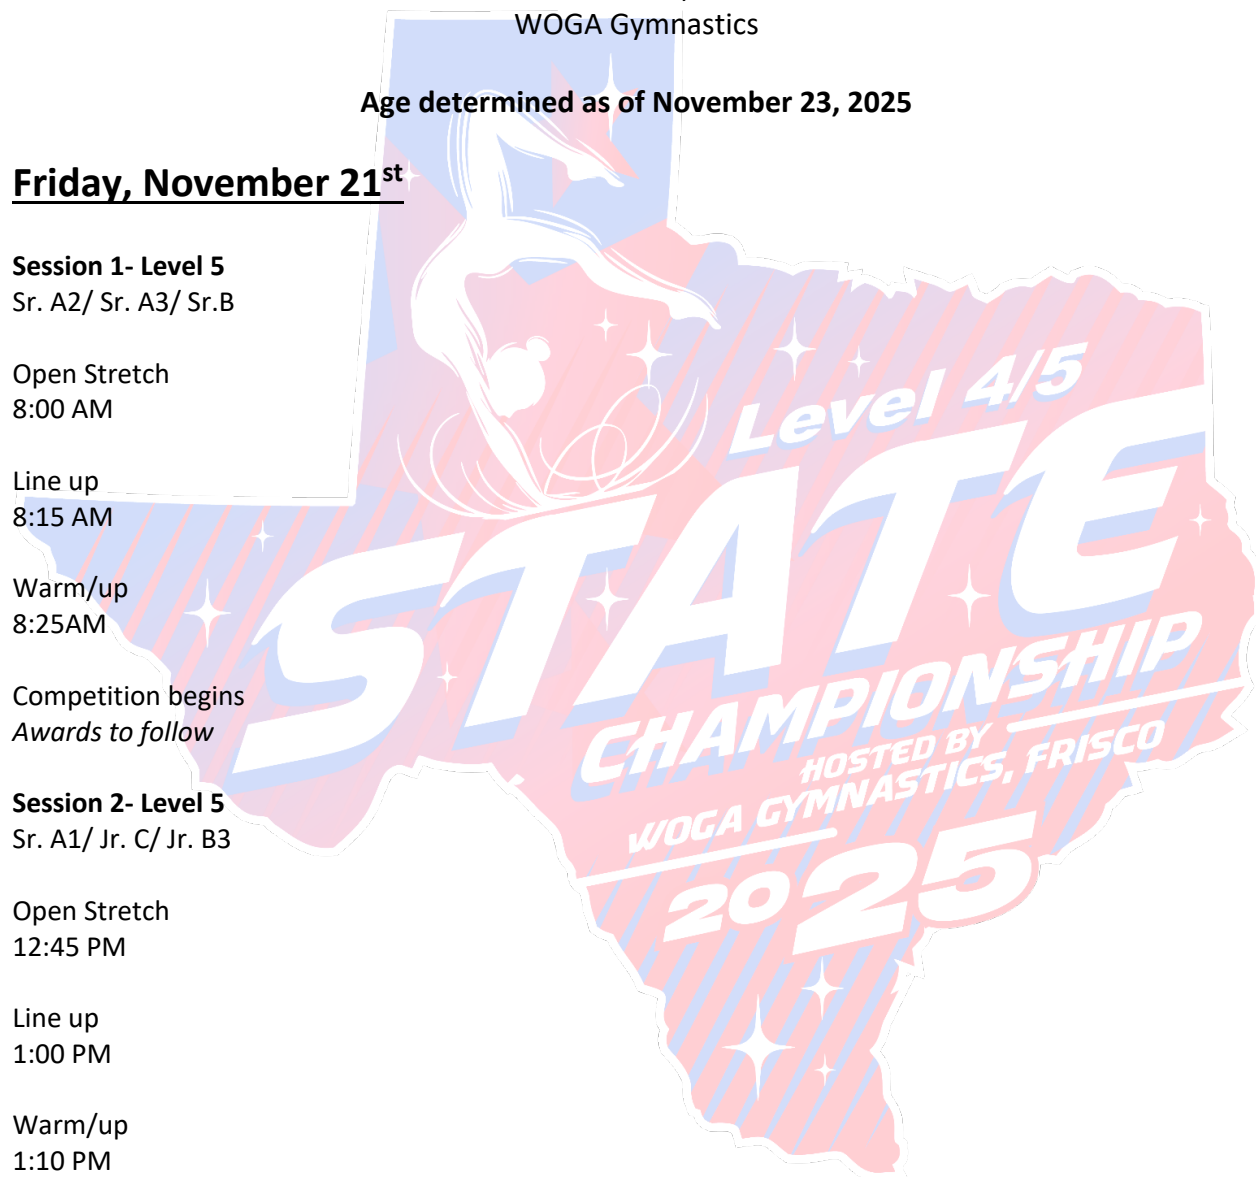 WOGA Gymnastics
Age determined as of November 23, 2025
Friday, November 21st
Session 1- Level 5
Sr. A2/ Sr. A3/ Sr.B
Open Stretch
8:00 AM
Line up
8:15 AM
Warm/up
8:25AM
Competition begins
Awards to follow
Session 2- Level 5
Sr. A1/ Jr. C/ Jr. B3
Open Stretch
12:45 PM
Line up
1:00 PM
Warm/up
1:10 PM
Level 4/5
STATE
CHAMPIONSHIP
HOSTED BY
WOGA GYMNASTICS, FRISCO
2025